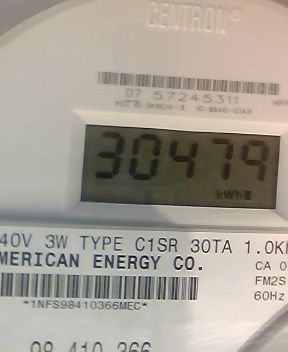 CENTRON®
07 57245311
30479
kWh
40V 3W TYPE C1SR 30TA 1.0K
MERICAN ENERGY CO.
CA 0
FM2S
60Hz
*1NFS98410366MEC*
98 410 366